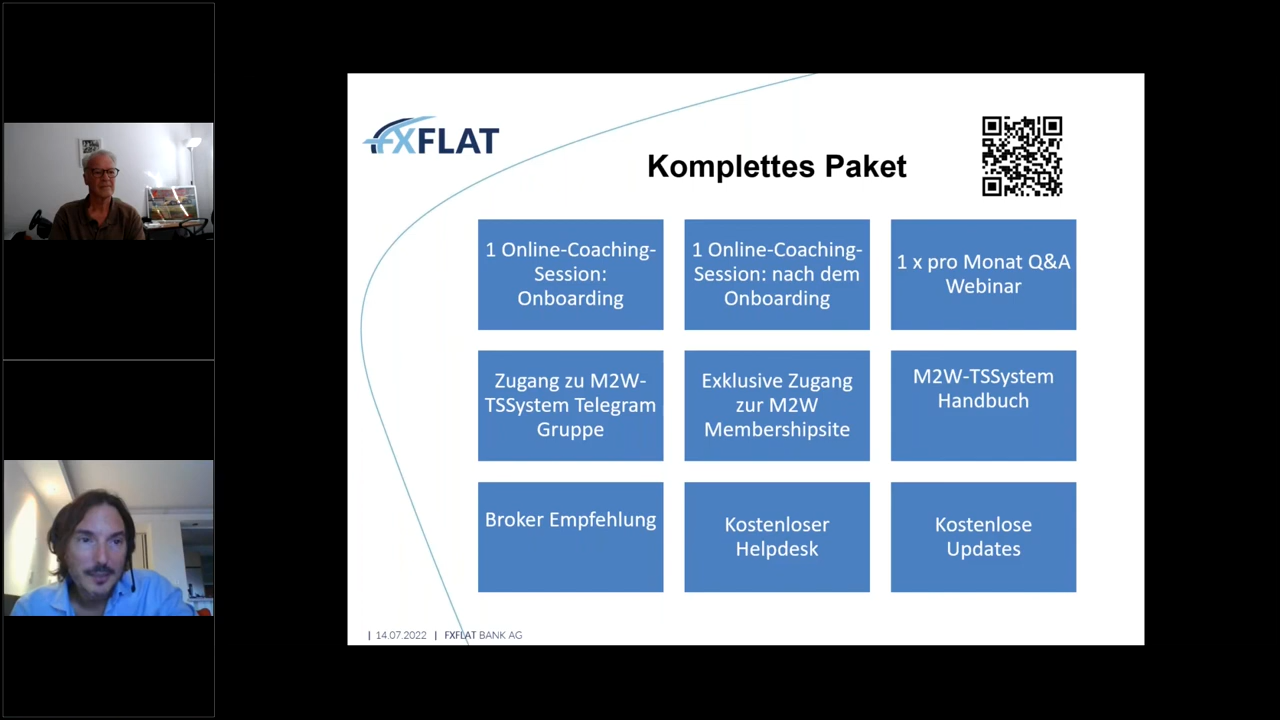 FXFLAT
Komplettes Paket
1 Online-Coaching-
Session:
Onboarding
1 Online-Coaching-
Session: nach dem
Onboarding
1 x pro Monat Q&A
Webinar
Zugang zu M2W-
TSSystem Telegram
Gruppe
Exklusive Zugang
zur M2W
Membershipsite
M2W-TSSystem
Handbuch
Broker Empfehlung
Kostenloser
Helpdesk
Kostenlose
Updates
| 14.07.2022 | FXFLAT BANK AG